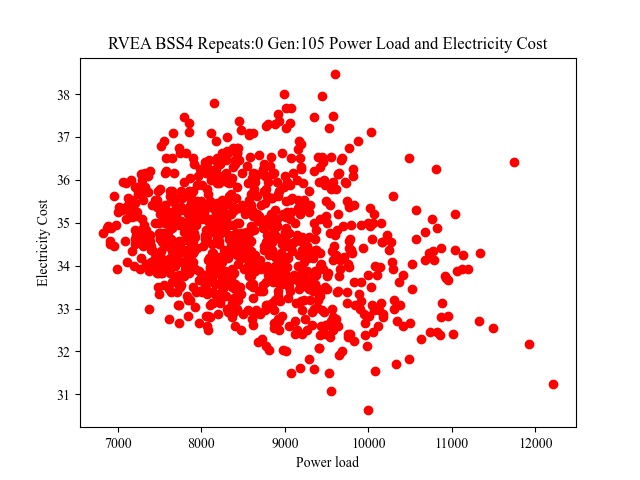 RVEA BSS4 Repeats:0 Gen:105 Power Load and Electricity Cost
38
37
36
35
34
33
32
31
Electricity Cost
7000 8000 9000 10000 11000 12000
Power load